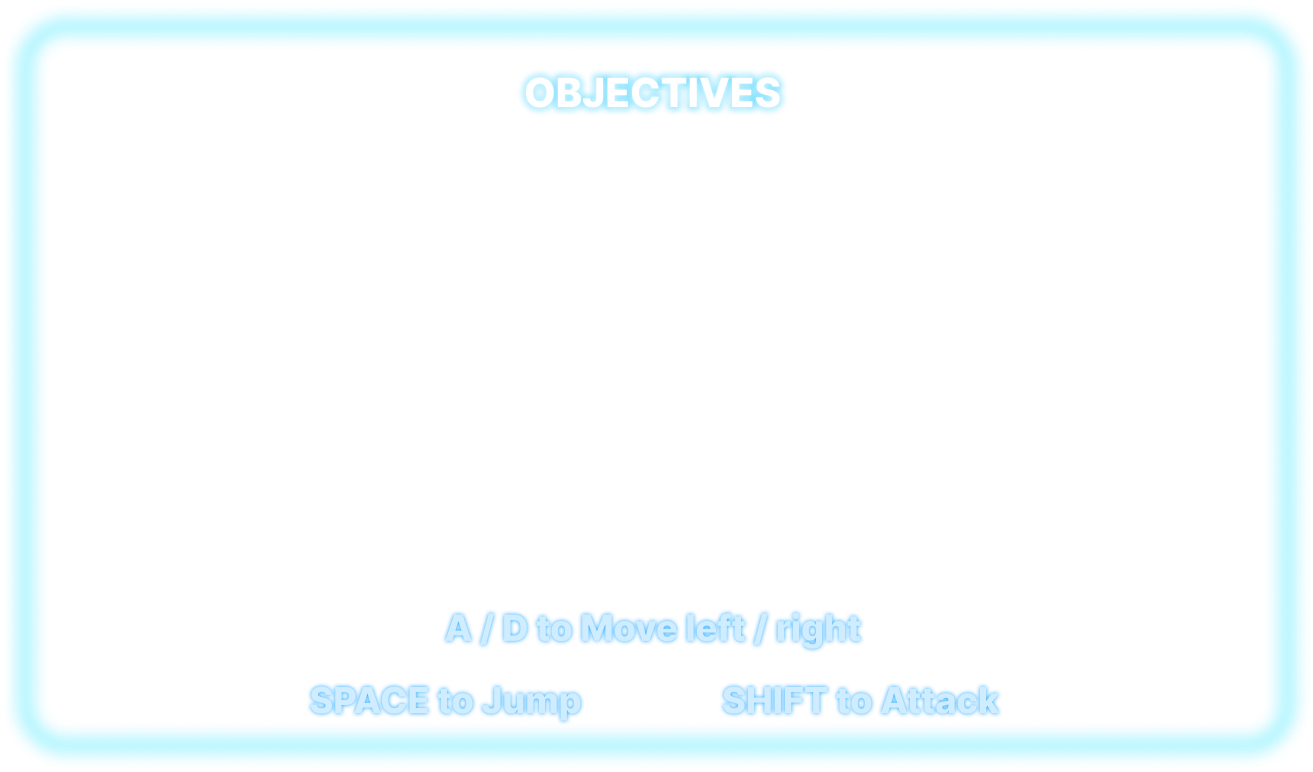 OBJECTIVES
A / D to Move left / right
SPACE to Jump SHIFT to Attack